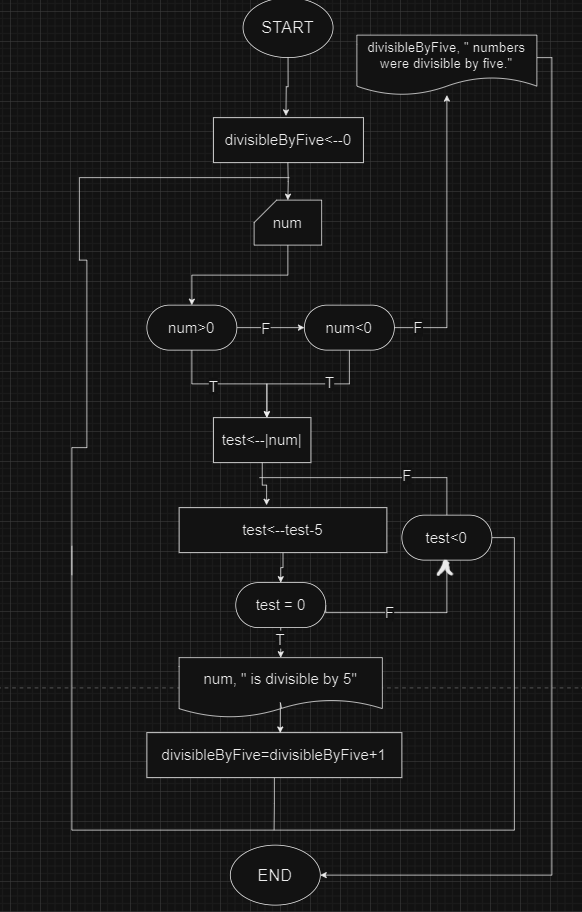 START
divisibleByFive, " numbers
were divisible by five."
divisibleByFive<--0
num
num>0
F
num<0
F
T
T
test<--|num|
F
test<--test-5
test<0
test = 0
F
T
num, " is divisible by 5"
divisibleByFive=divisibleByFive+1
END